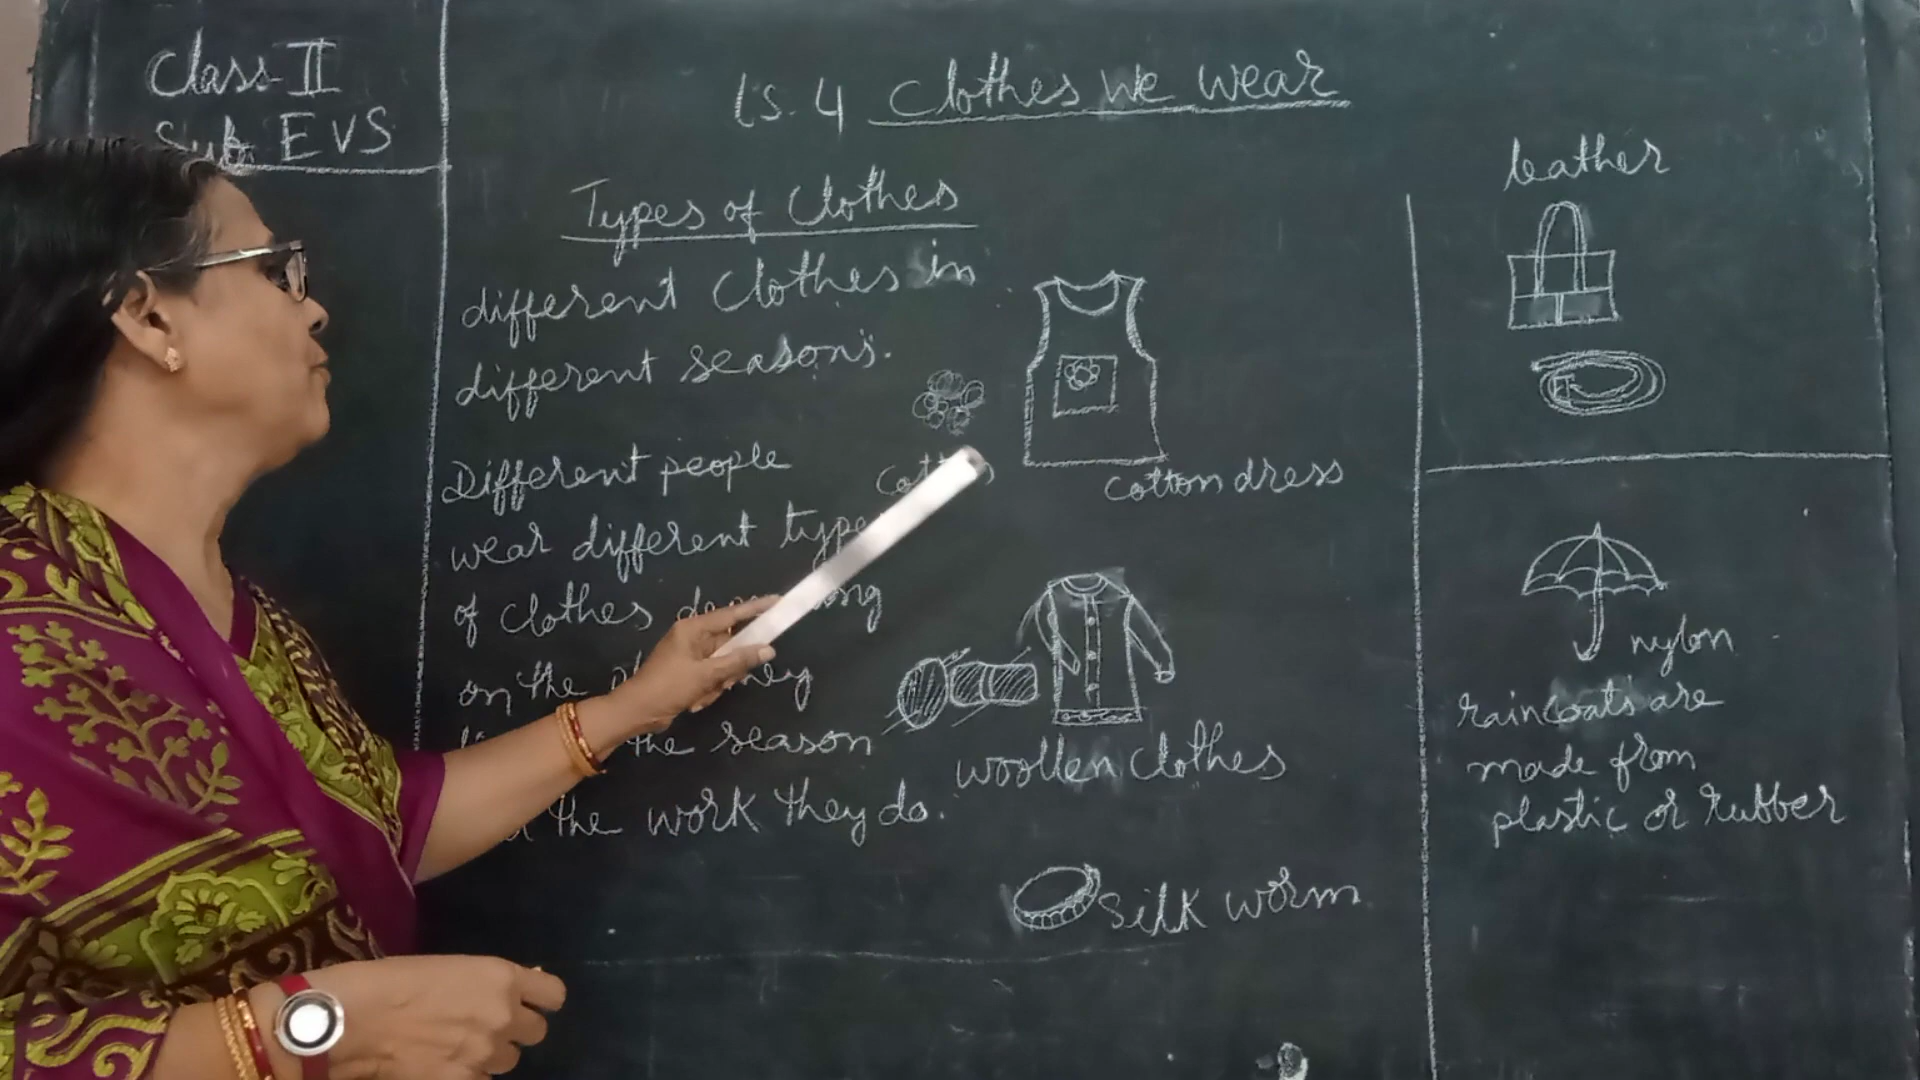 Class II
Sub EVS
LS. 4 Clothes We wear
Types of Clothes
different Clothes in
different seasons.
Different people
wear different
of clothes
on the
the season
the work they do.
cotton dress
woollen clothes
silk worm
leather
nylon
raincoats are
made from
plastic or rubber